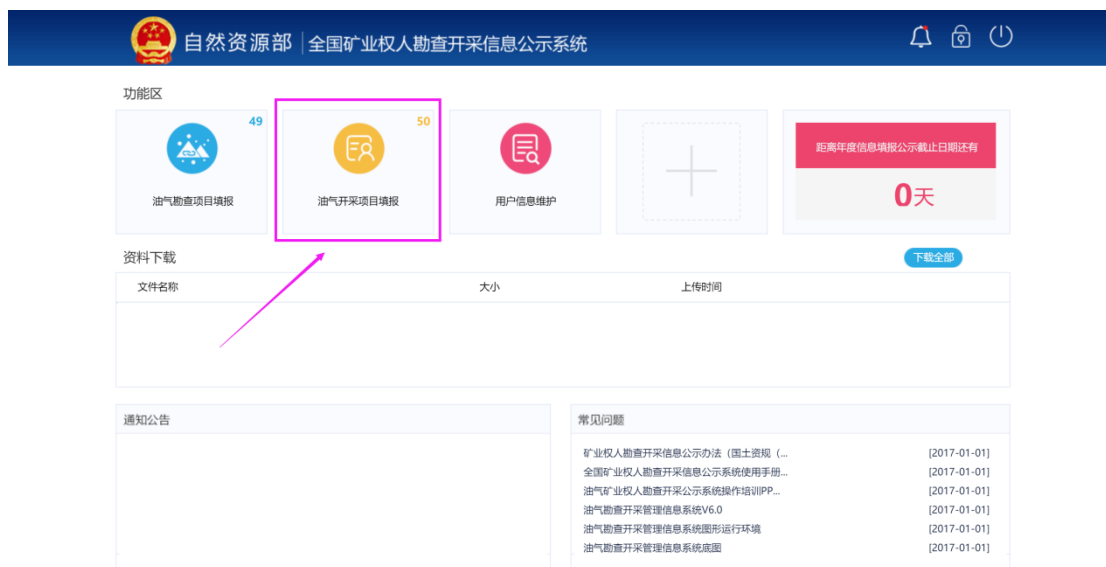 自然资源部 全国矿业权人勘查开采信息公示系统
功能区
49
油气勘查项目填报
50
油气开采项目填报
用户信息维护
距离年度信息填报公示截止日期还有
0天
资料下载
下载全部
文件名称 大小 上传时间
通知公告
常见问题
矿业权人勘查开采信息公示办法（国土资规（... [2017-01-01]
全国矿业权人勘查开采信息公示系统使用手册... [2017-01-01]
油气矿业权人勘查开采公示系统操作培训PP... [2017-01-01]
油气勘查开采管理信息系统V6.0 [2017-01-01]
油气勘查开采管理信息系统图形运行环境 [2017-01-01]
油气勘查开采管理信息系统底图 [2017-01-01]